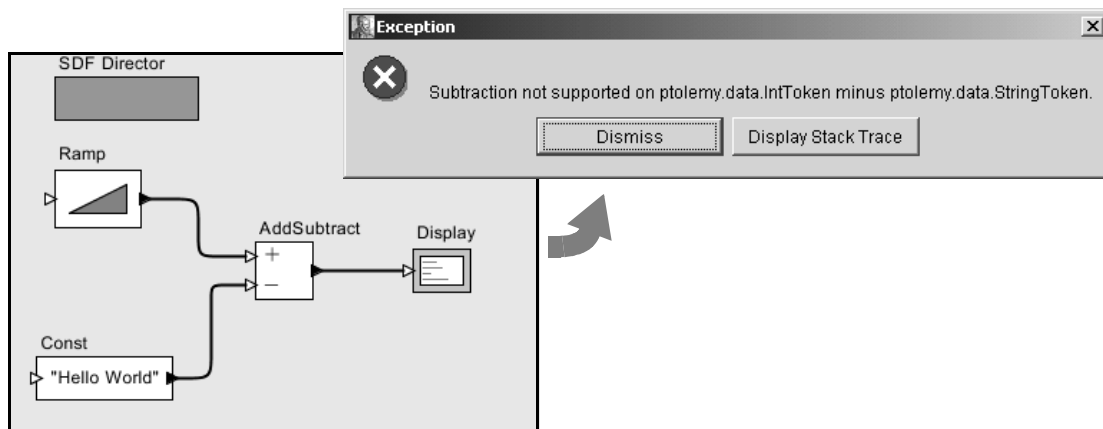 Exception
Subtraction not supported on ptolemy.data.IntToken minus ptolemy.data.StringToken.
Dismiss
Display Stack Trace
SDF Director
Ramp
AddSubtract
+
−
Display
Const
"Hello World"